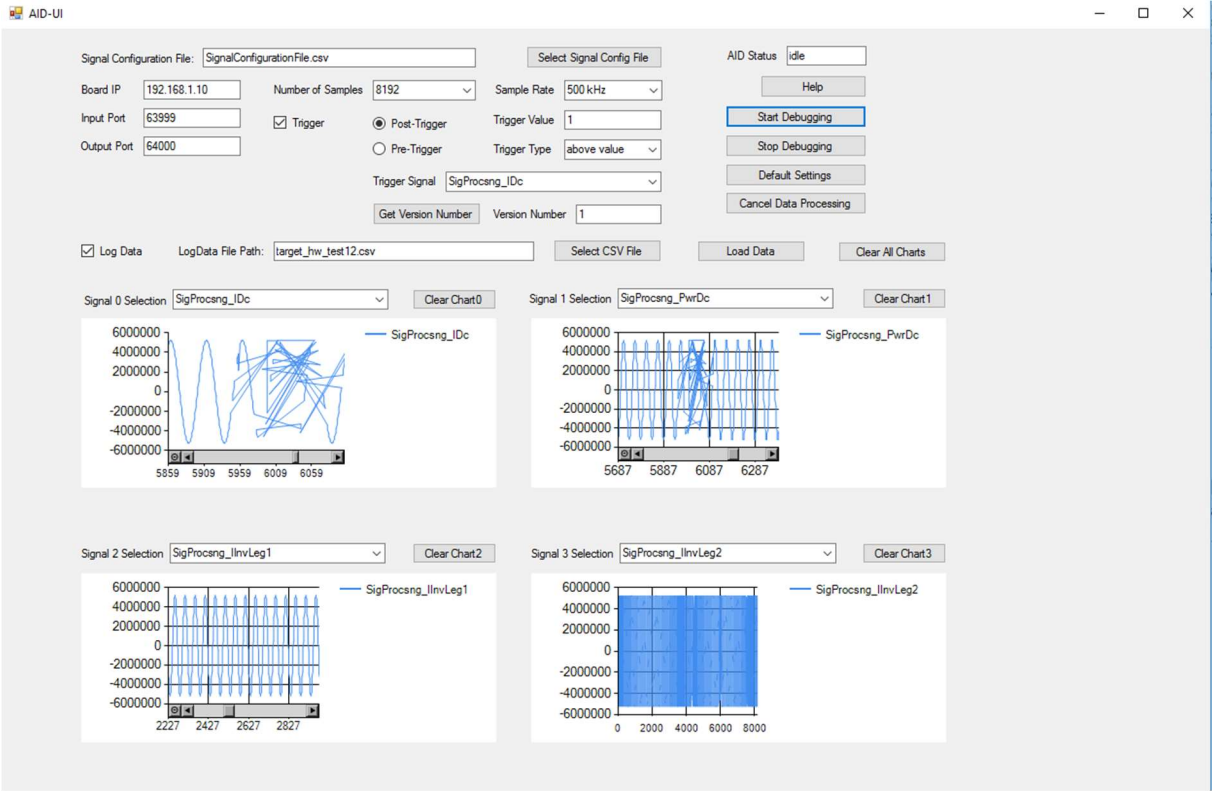 AID-UI
Signal Configuration File: SignalConfigurationFile.csv Select Signal Config File AID Status idle
Board IP 192.168.1.10 Number of Samples 8192 Sample Rate 500 kHz Help
Input Port 63999 Trigger Post-Trigger Trigger Value 1 Start Debugging
Output Port 64000 Pre-Trigger Trigger Type above value Stop Debugging
Trigger Signal SigProcsng_IDc Default Settings
Get Version Number Version Number 1 Cancel Data Processing
Log Data LogData File Path: target_hw_test12.csv Select CSV File Load Data Clear All Charts
Signal 0 Selection SigProcsng_IDc Clear Chart0
6000000
4000000
2000000
0
-2000000
-4000000
-6000000
5859 5909 5959 6009 6059
SigProcsng_IDc
Signal 1 Selection SigProcsng_PwrDc Clear Chart1
6000000
4000000
2000000
0
-2000000
-4000000
-6000000
5687 5887 6087 6287
SigProcsng_PwrDc
Signal 2 Selection SigProcsng_IInvLeg1 Clear Chart2
6000000
4000000
2000000
0
-2000000
-4000000
-6000000
2227 2427 2627 2827
SigProcsng_IInvLeg1
Signal 3 Selection SigProcsng_IInvLeg2 Clear Chart3
6000000
4000000
2000000
0
-2000000
-4000000
-6000000
0 2000 4000 6000 8000
SigProcsng_IInvLeg2